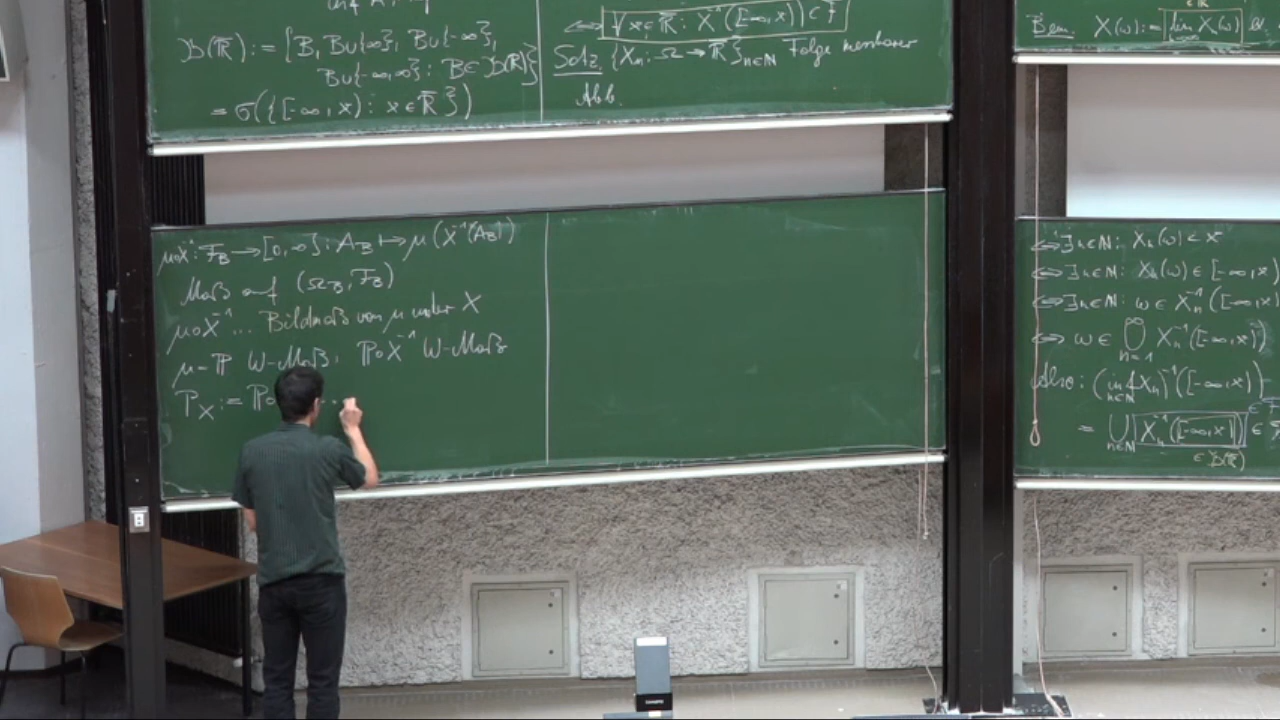 𝔅(ℝ̄) := {B, B∪{∞}, B∪{-∞},
B∪{-∞,∞} : B∈𝔅(ℝ)}
= σ({[-∞,x) : x∈ℝ̄})
⟺ ∀x∈ℝ̄ : X⁻¹([-∞,x)) ∈ F
Satz. {Xₙ: Ω → ℝ̄}ₙ∈ℕ Folge messbarer
Abb.
μ∘X⁻¹ : F_B → [0,∞] : A_B ↦ μ(X⁻¹(A_B))
Maß auf (Ω_B, F_B)
μ∘X⁻¹ ... Bildmaß von μ unter X
μ=ℙ W-Maß: ℙ∘X⁻¹ W-Maß
ℙ_X := ℙ∘
Bem. X(ω) := lim Xₙ(ω)
⟺ ∃n∈ℕ: Xₙ(ω) < x
⟺ ∃n∈ℕ: Xₙ(ω) ∈ [-∞,x)
⟺ ∃n∈ℕ: ω ∈ Xₙ⁻¹([-∞,x)
⟺ ω ∈ ⋃ₙ₌₁^∞ Xₙ⁻¹([-∞,x))
Also: (inf_{n∈ℕ} Xₙ)⁻¹([-∞,x))
= ⋃_{n∈ℕ} Xₙ⁻¹([-∞,x)) ∈ F
∈𝔅(ℝ̄)